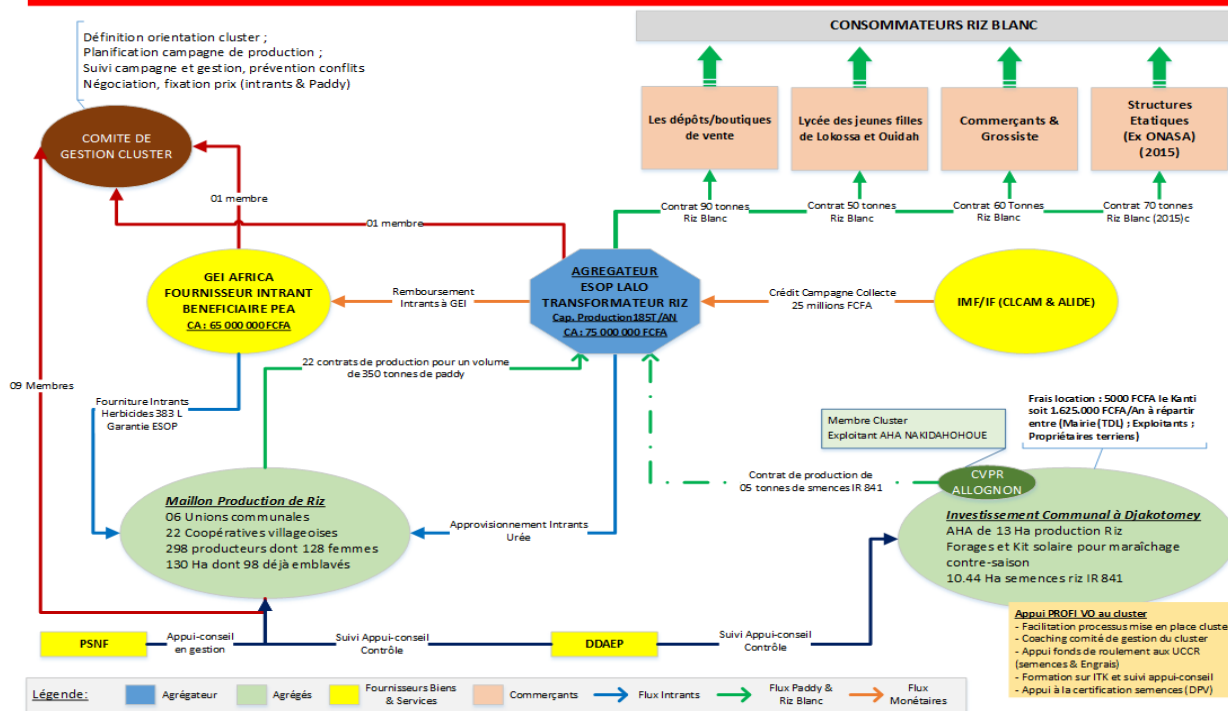 CONSOMMATEURS RIZ BLANC
Définition orientation cluster ;
Planification campagne de production ;
Suivi campagne et gestion, prévention conflits
Négociation, fixation prix (intrants & Paddy)
COMITE DE
GESTION CLUSTER
Les dépôts/boutiques
de vente
Lycée des jeunes filles
de Lokossa et Ouidah
Commerçants &
Grossiste
Structures
Etatiques
(Ex ONASA)
(2015)
01 membre
01 membre
Contrat 90 tonnes
Riz Blanc
Contrat 50 tonnes
Riz Blanc
Contrat 60 Tonnes
Riz Blanc
Contrat 70 tonnes
Riz Blanc (2015)c
GEI AFRICA
FOURNISSEUR INTRANT
BENEFICIAIRE PEA
CA : 65 000 000 FCFA
Remboursement
Intrants à GEI
AGREGATEUR
ESOP LALO
TRANSFORMATEUR RIZ
Cap. Production185T/AN
CA : 75 000 000 FCFA
Crédit Campagne Collecte
25 millions FCFA
IMF/IF (CLCAM & ALIDE)
09 Membres
22 contrats de production pour un volume
de 350 tonnes de paddy
Fourniture Intrants
Herbicides 383 L
Garantie ESOP
Membre Cluster
Exploitant AHA NAKIDAHOHOUE
Frais location : 5000 FCFA le Kanti
soit 1.625.000 FCFA/An à répartir
entre (Mairie (TDL) ; Exploitants ;
Propriétaires terriens)
Contrat de production de
05 tonnes de smences IR 841
CVPR
ALLOGNON
Maillon Production de Riz
06 Unions communales
22 Coopératives villageoises
298 producteurs dont 128 femmes
130 Ha dont 98 déjà emblavés
Approvisionnement Intrants
Urée
Investissement Communal à Djakotomey
AHA de 13 Ha production Riz
Forages et Kit solaire pour maraîchage
contre-saison
10.44 Ha semences riz IR 841
PSNF
Appui-conseil
en gestion
Suivi Appui-conseil
Contrôle
DDAEP
Suivi Appui-conseil
Contrôle
Appui PROFI VO au cluster
- Facilitation processus mise en place cluste
- Coaching comité de gestion du cluster
- Appui fonds de roulement aux UCCR
(semences & Engrais)
- Formation sur ITK et suivi appui-conseil
- Appui à la certification semences (DPV)
Légende:
Agrégateur
Agrégés
Fournisseurs Biens
& Services
Commerçants
Flux Intrants
Flux Paddy &
Riz Blanc
Flux
Monétaires